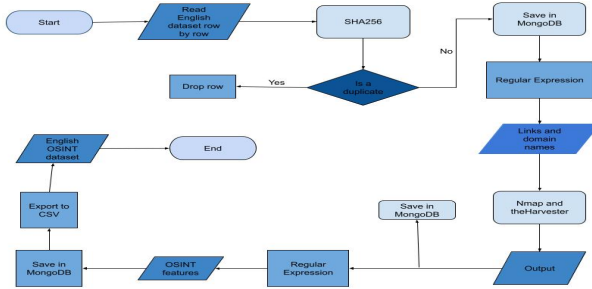 Start
Read
English
dataset row
by row
SHA256
Save in
MongoDB
No
Yes
Drop row
Is a
duplicate
Regular Expression
Links and
domain
names
English
OSINT
dataset
End
Nmap and
theHarvester
Save in
MongoDB
Export to
CSV
Save in
MongoDB
OSINT
features
Regular
Expression
Output